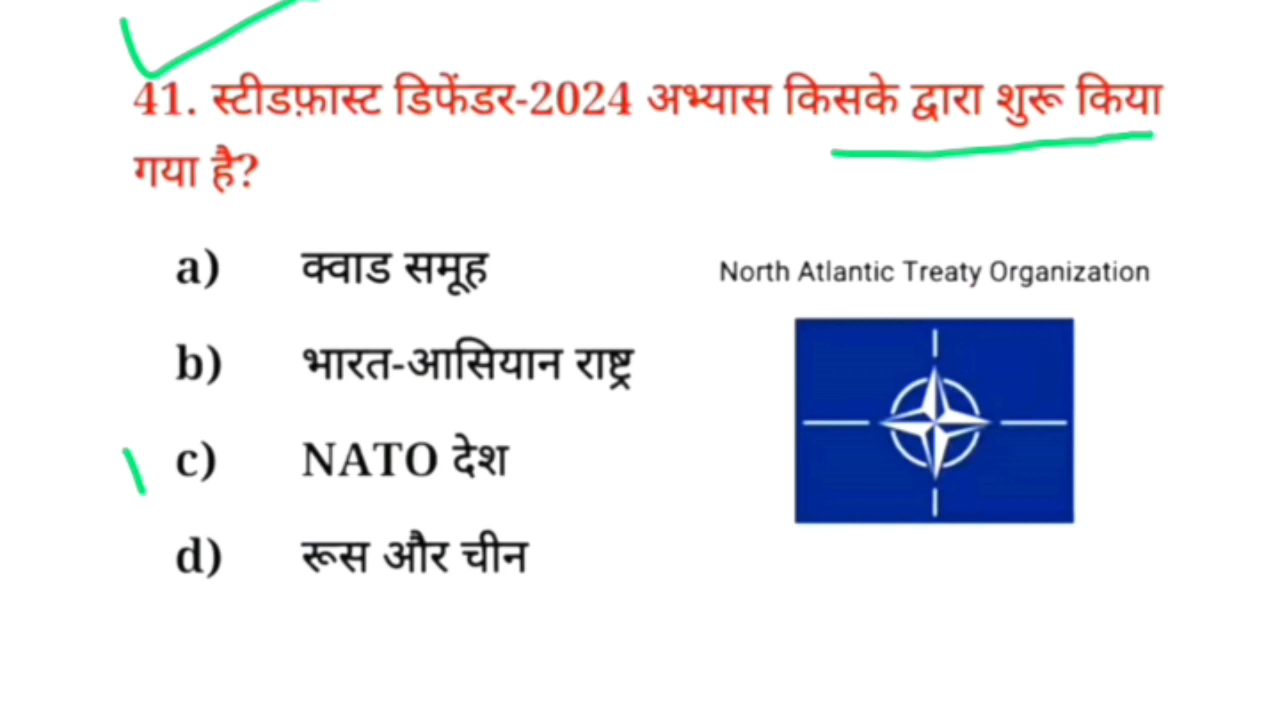 41. स्टीडफ़ास्ट डिफेंडर-2024 अभ्यास किसके द्वारा शुरू किया
गया है?
a) क्वाड समूह
North Atlantic Treaty Organization
b) भारत-आसियान राष्ट्र
c) NATO देश
d) रूस और चीन